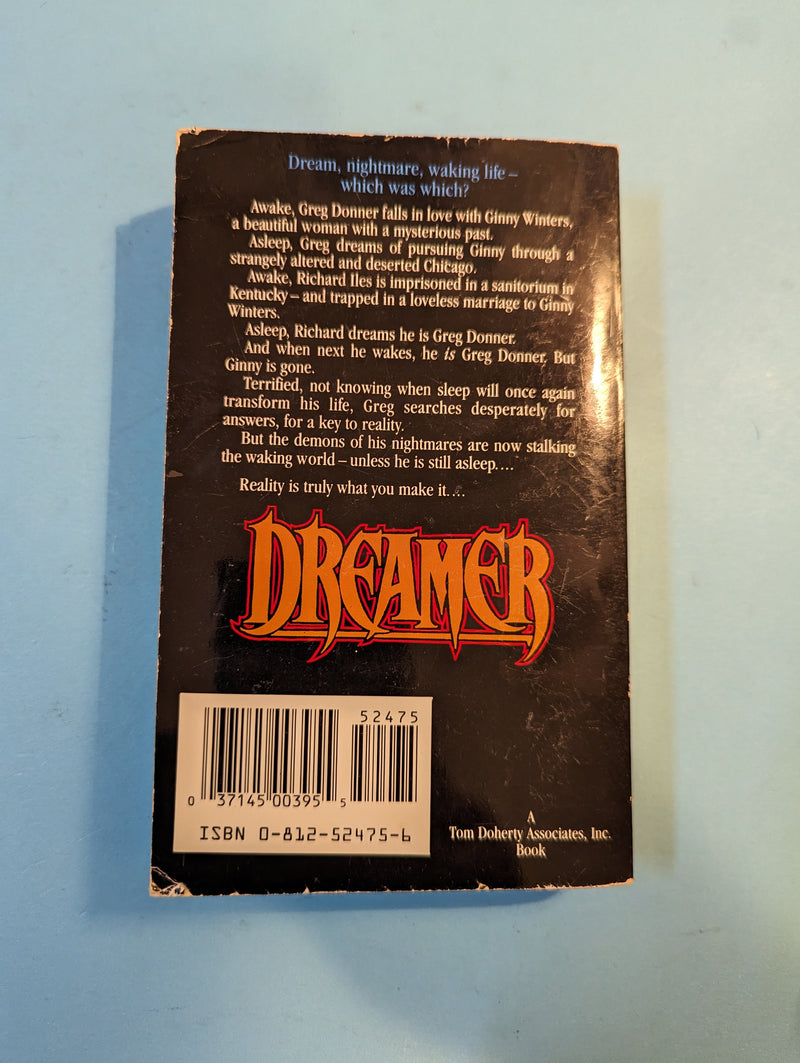 Dream, nightmare, waking life –
which was which?
Awake, Greg Donner falls in love with Ginny Winters,
a beautiful woman with a mysterious past.
Asleep, Greg dreams of pursuing Ginny through a
strangely altered and deserted Chicago.
Awake, Richard Iles is imprisoned in a sanitorium in
Kentucky – and trapped in a loveless marriage to Ginny
Winters.
Asleep, Richard dreams he is Greg Donner.
And when next he wakes, he is Greg Donner. But
Ginny is gone.
Terrified, not knowing when sleep will once again
transform his life, Greg searches desperately for
answers, for a key to reality.
But the demons of his nightmares are now stalking
the waking world – unless he is still asleep....
Reality is truly what you make it....
DREAMER
52475
0 37145 00395 5
ISBN 0-812-52475-6
A
Tom Doherty Associates, Inc.
Book